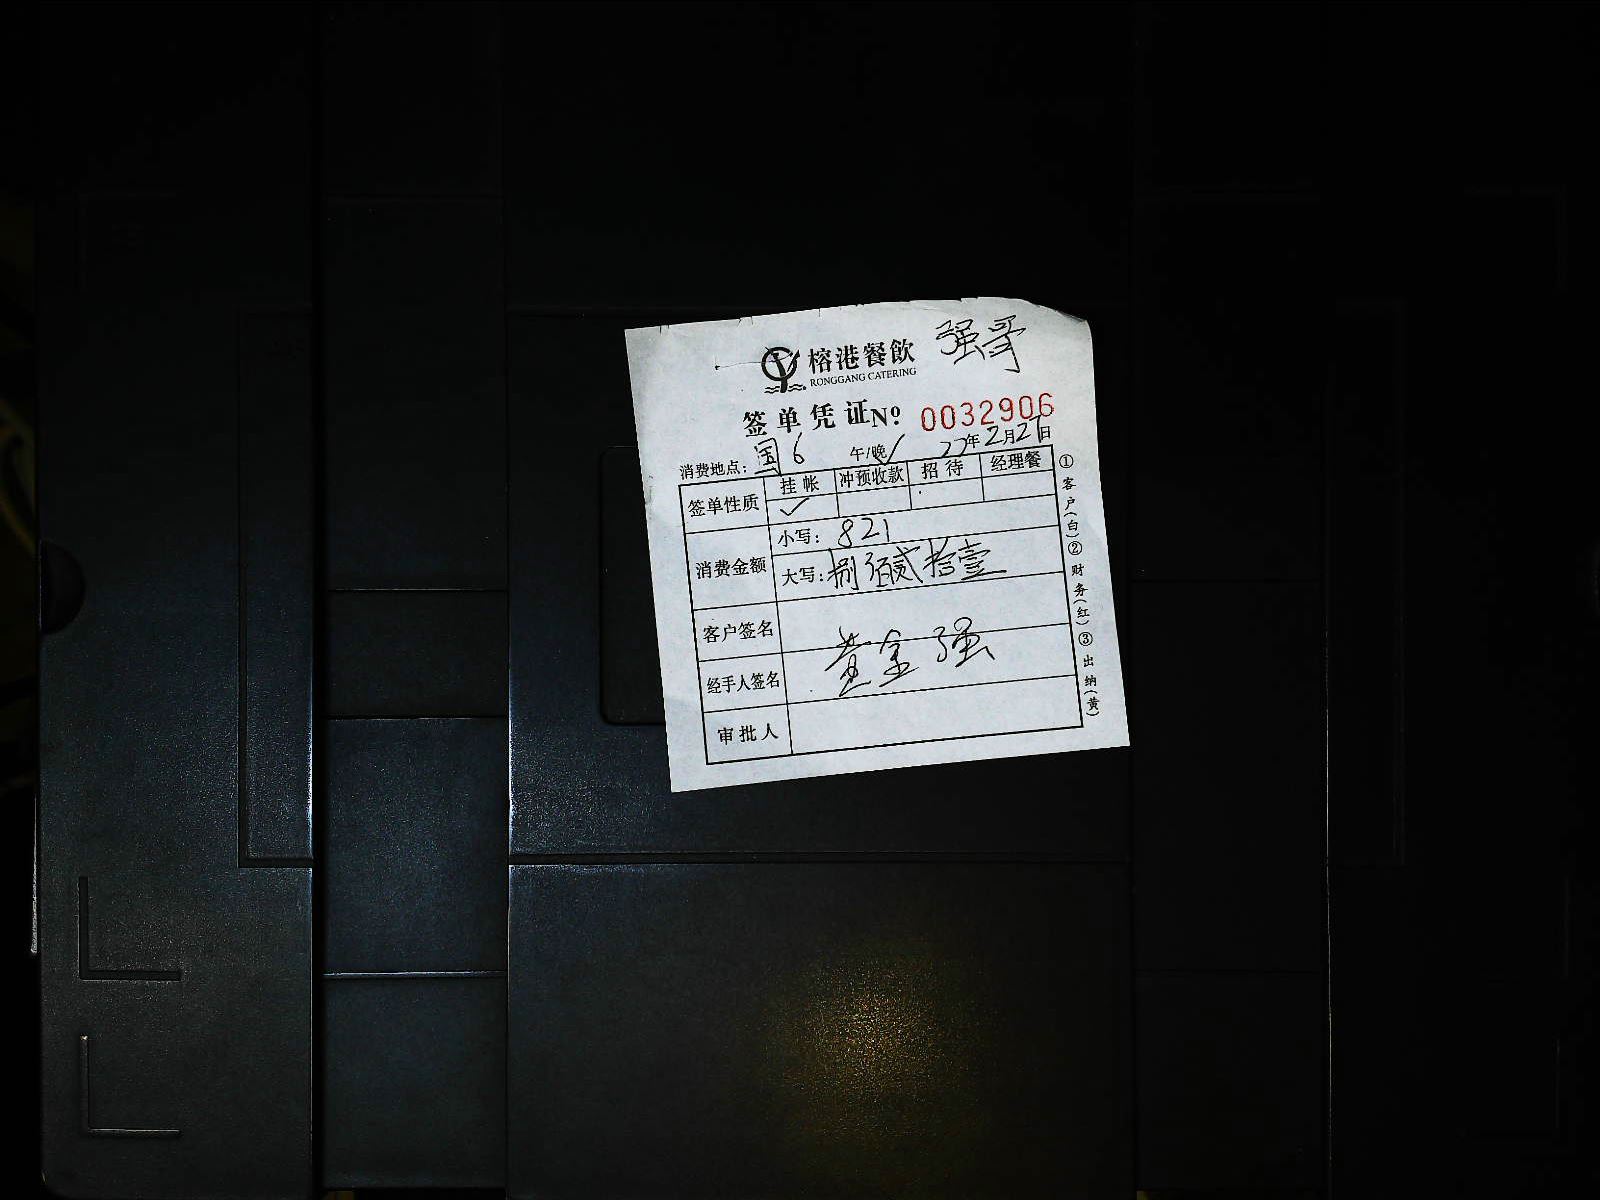 强哥
榕港餐飲
RONGGANG CATERING
签单凭证 Nº 0032906
消费地点: 国6 午/晚✓ 22年2月21日
签单性质 挂帐 冲预收款 招待 经理餐
✓
消费金额 小写: 821
大写: 捌佰贰拾壹
客户签名
黄金强
经手人签名
审批人
①客户(白)②财务(红)③出纳(黄)